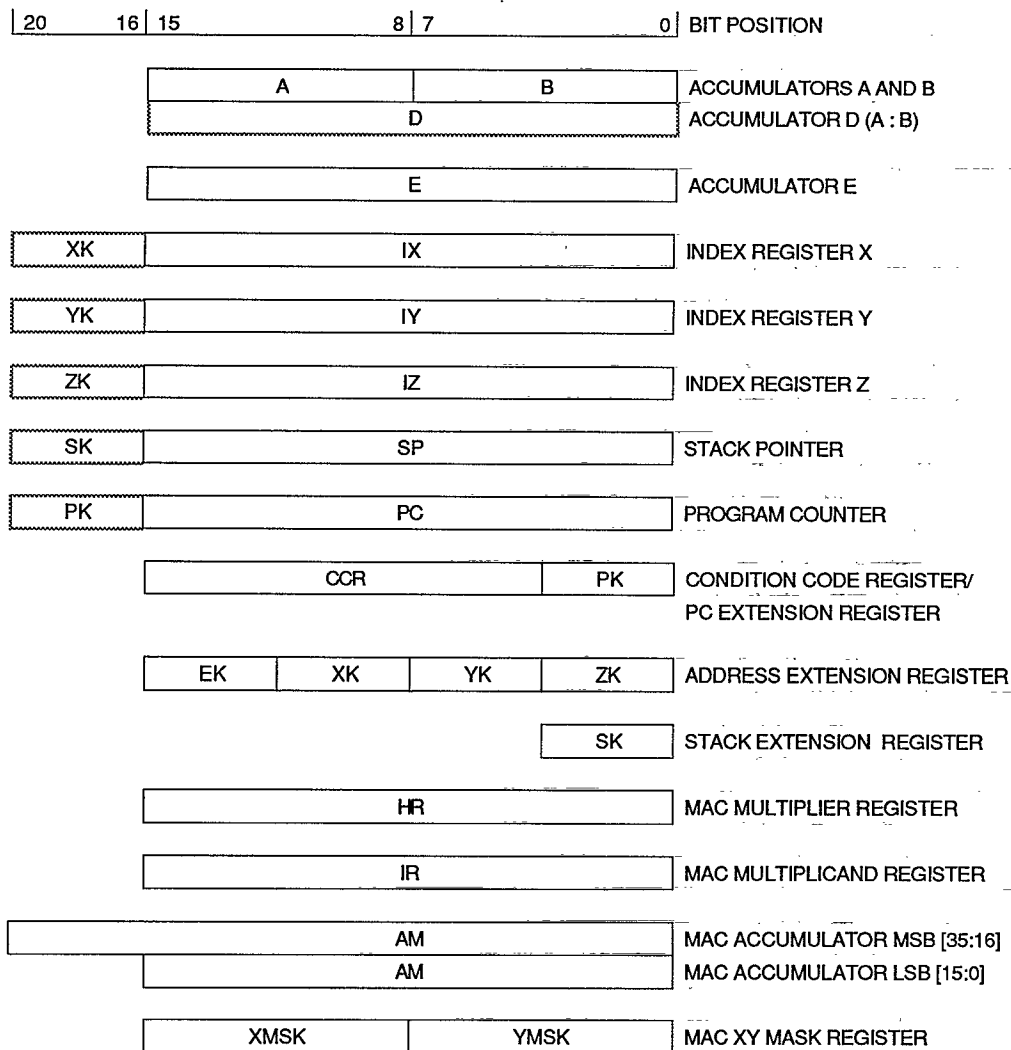 20 16 15 8 7 0 BIT POSITION
A B ACCUMULATORS A AND B
D ACCUMULATOR D (A : B)
E ACCUMULATOR E
XK IX INDEX REGISTER X
YK IY INDEX REGISTER Y
ZK IZ INDEX REGISTER Z
SK SP STACK POINTER
PK PC PROGRAM COUNTER
CCR PK CONDITION CODE REGISTER/
PC EXTENSION REGISTER
EK XK YK ZK ADDRESS EXTENSION REGISTER
SK STACK EXTENSION REGISTER
HR MAC MULTIPLIER REGISTER
IR MAC MULTIPLICAND REGISTER
AM MAC ACCUMULATOR MSB [35:16]
AM MAC ACCUMULATOR LSB [15:0]
XMSK YMSK MAC XY MASK REGISTER